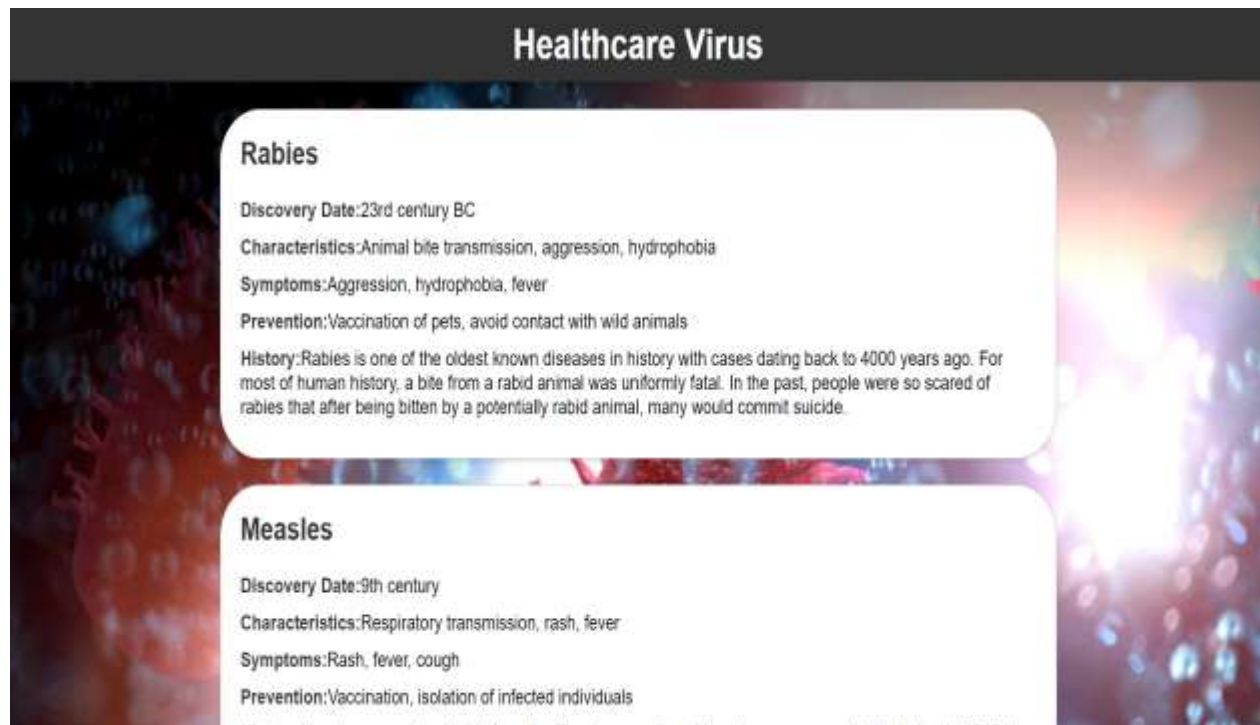 Healthcare Virus
Rabies
Discovery Date:23rd century BC
Characteristics:Animal bite transmission, aggression, hydrophobia
Symptoms:Aggression, hydrophobia, fever
Prevention:Vaccination of pets, avoid contact with wild animals
History:Rabies is one of the oldest known diseases in history with cases dating back to 4000 years ago. For
most of human history, a bite from a rabid animal was uniformly fatal. In the past, people were so scared of
rabies that after being bitten by a potentially rabid animal, many would commit suicide.
Measles
Discovery Date:9th century
Characteristics:Respiratory transmission, rash, fever
Symptoms:Rash, fever, cough
Prevention:Vaccination, isolation of infected individuals